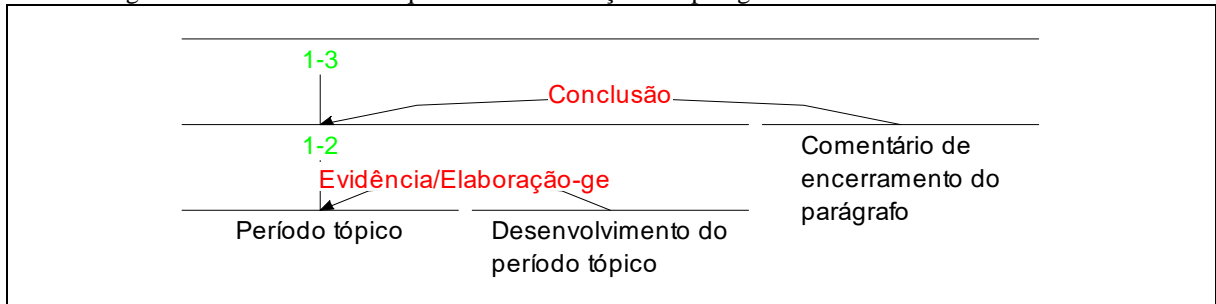 1-3
Conclusão
1-2
Comentário de
encerramento do
parágrafo
Evidência/Elaboração-ge
Período tópico
Desenvolvimento do
período tópico